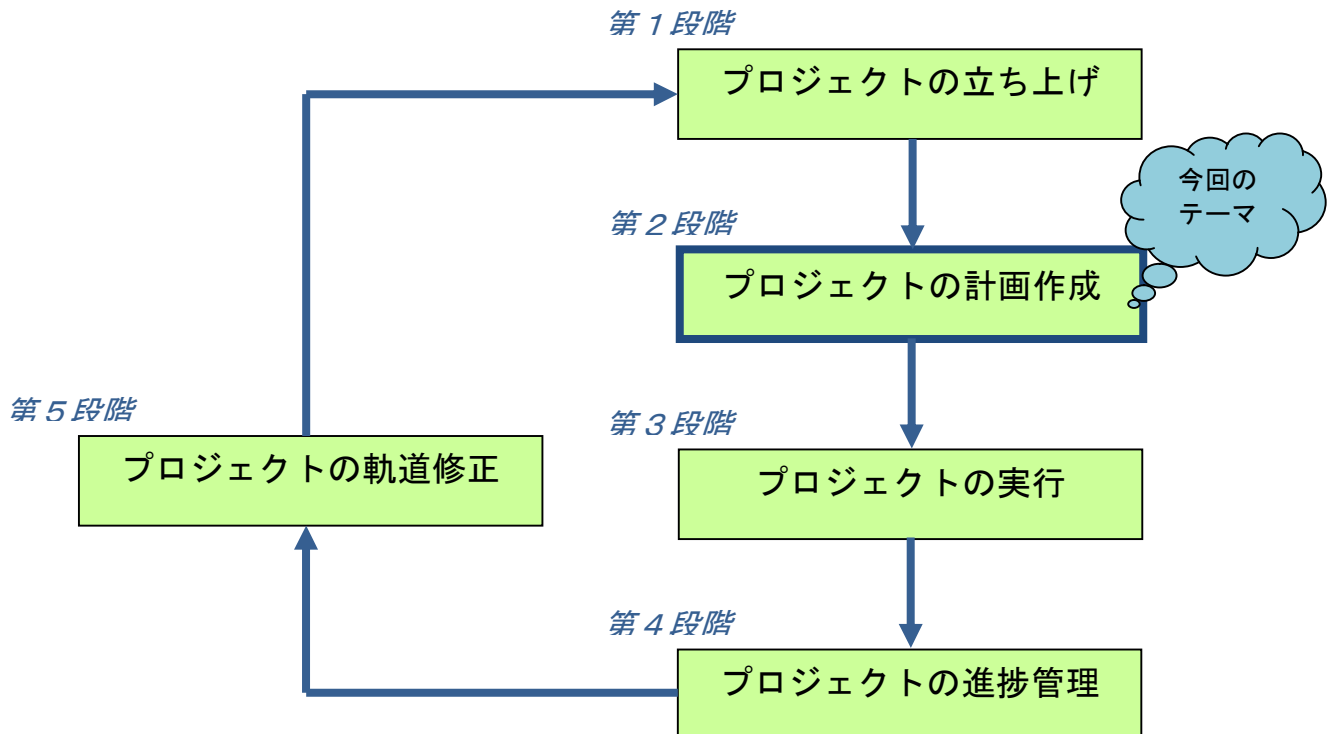 第１段階
プロジェクトの立ち上げ
今回の
テーマ
第２段階
プロジェクトの計画作成
第３段階
プロジェクトの実行
第４段階
プロジェクトの進捗管理
第５段階
プロジェクトの軌道修正